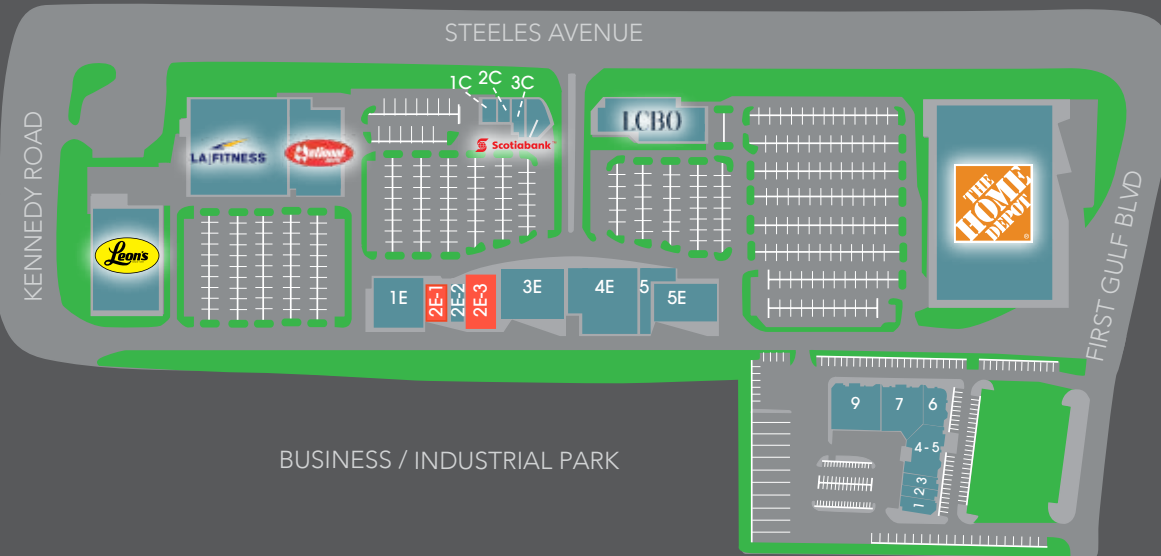 STEELES AVENUE
KENNEDY ROAD
FIRST GULF BLVD
1C 2C 3C
LA FITNESS
National
Scotiabank
LCBO
THE
HOME
DEPOT
Leon's
1E
2E-1
2E-2
2E-3
3E
4E
5
5E
9
7
6
4 - 5
3
2
1
BUSINESS / INDUSTRIAL PARK